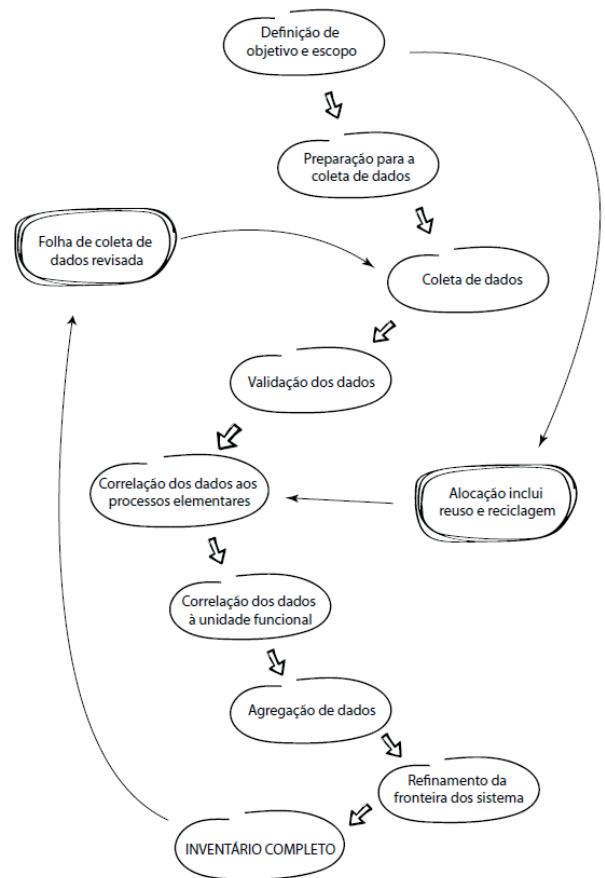 Definição de
objetivo e escopo
Preparação para a
coleta de dados
Folha de coleta de
dados revisada
Coleta de dados
Validação dos dados
Correlação dos dados aos
processos elementares
Alocação inclui
reuso e reciclagem
Correlação dos dados
à unidade funcional
Agregação de dados
Refinamento da
fronteira dos sistema
INVENTÁRIO COMPLETO